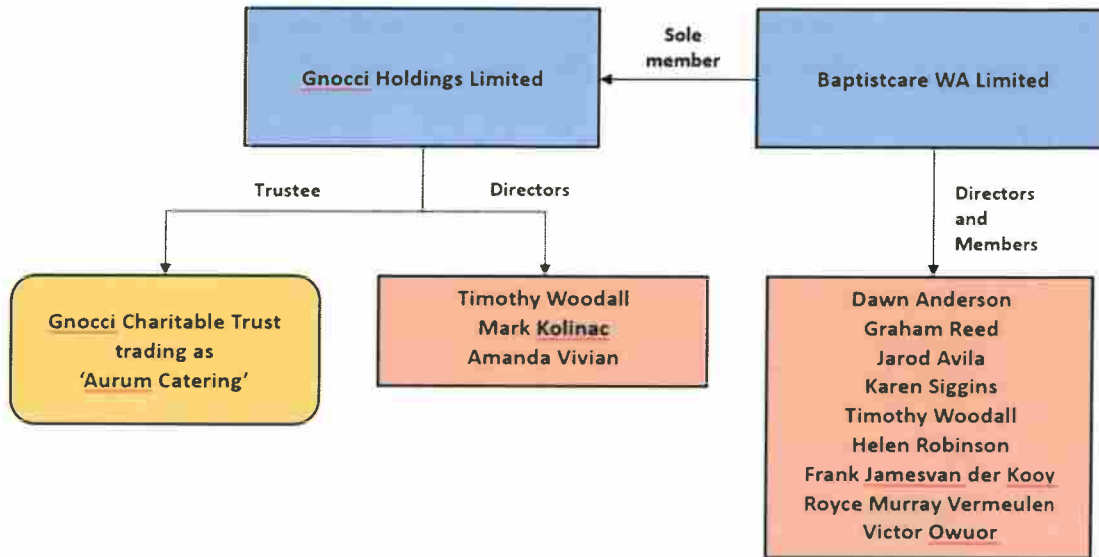 Sole
member
Gnocci Holdings Limited
Baptistcare WA Limited
Trustee
Directors
Directors
and
Members
Gnocci Charitable Trust
trading as
‘Aurum Catering’
Timothy Woodall
Mark Kolinac
Amanda Vivian
Dawn Anderson
Graham Reed
Jarod Avila
Karen Siggins
Timothy Woodall
Helen Robinson
Frank Jamesvan der Kooy
Royce Murray Vermeulen
Victor Owuor